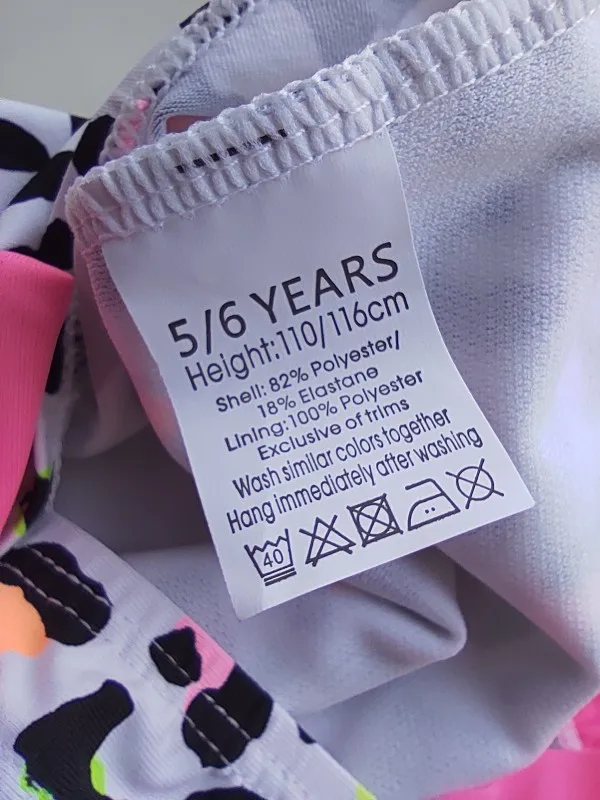 5/6 YEARS
Height:110/116cm
Shell: 82% Polyester/
18% Elastane
Lining:100% Polyester
Exclusive of trims
Wash similar colors together
Hang immediately after washing
40